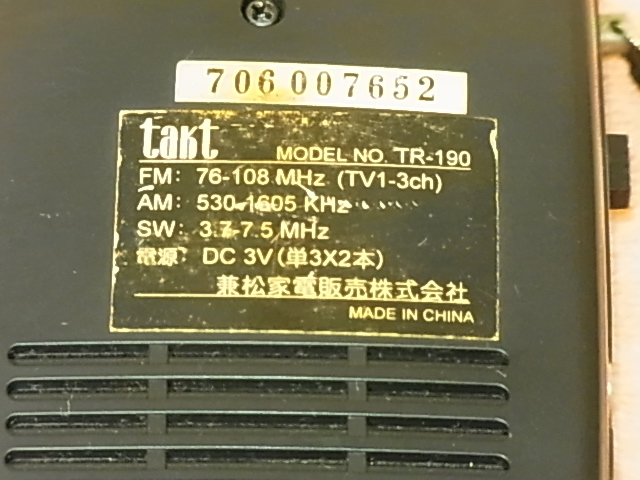 706007652
takt MODEL NO. TR-190
FM: 76-108 MHz (TV1-3ch)
AM: 530-1605 KHz
SW: 3.7-7.5 MHz
電源: DC 3V (単3X2本)
兼松家電販売株式会社
MADE IN CHINA